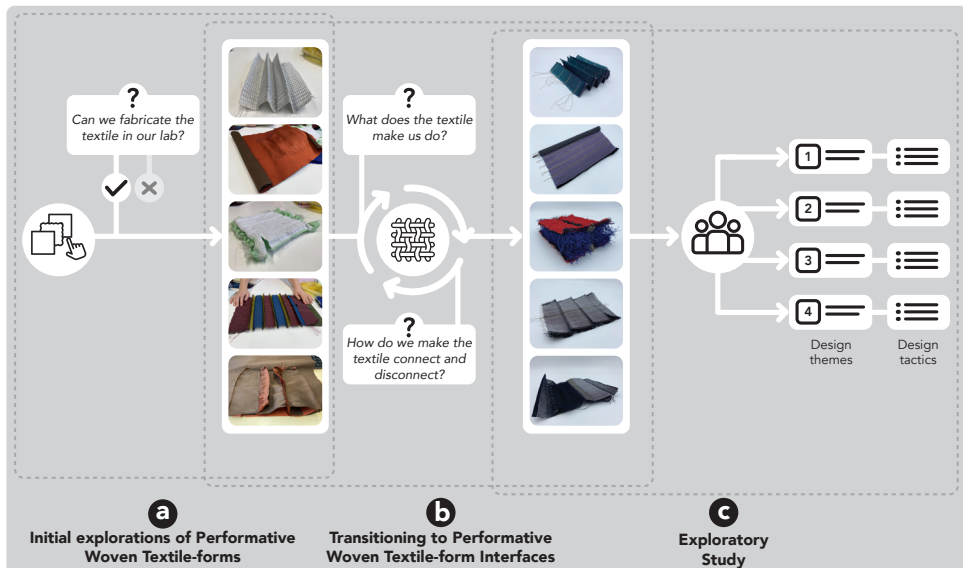 ?
Can we fabricate the
textile in our lab?
?
What does the textile
make us do?
?
How do we make the
textile connect and
disconnect?
1
2
3
4
Design
themes
Design
tactics
a
Initial explorations of Performative
Woven Textile-forms
b
Transitioning to Performative
Woven Textile-form Interfaces
c
Exploratory
Study